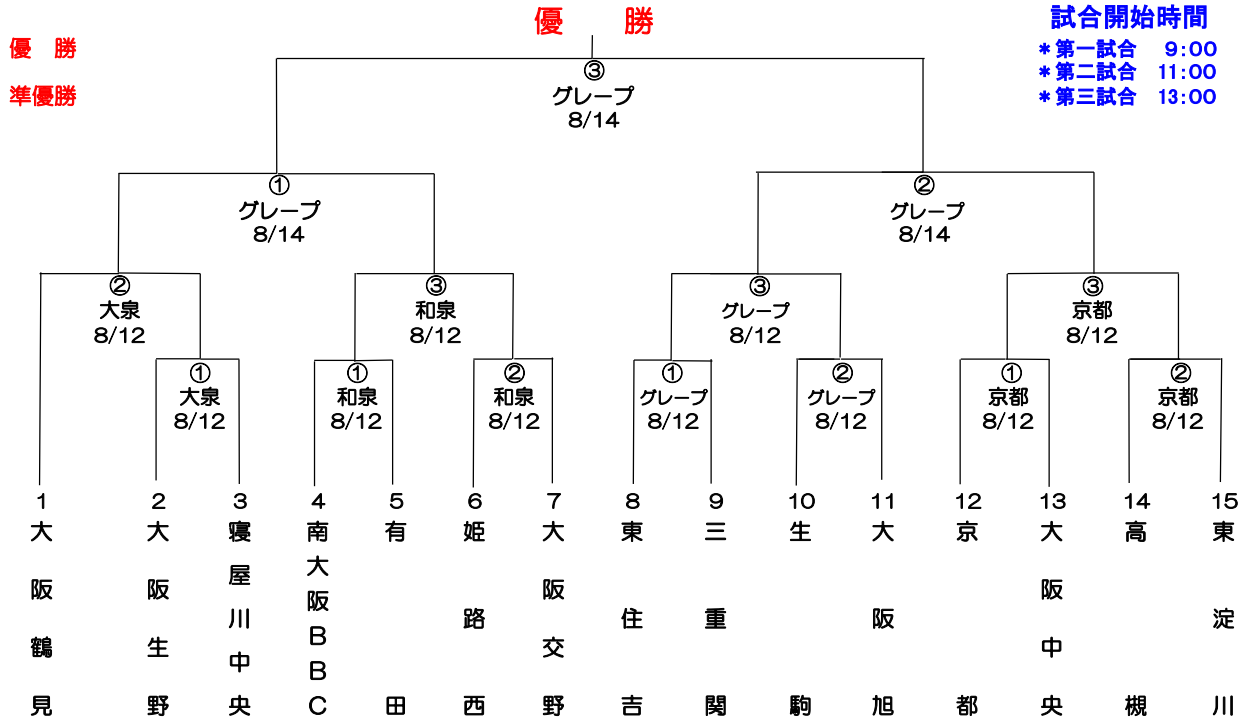 優　勝
試合開始時間
優　勝
＊第一試合　9:00
＊第二試合　11:00
準優勝
＊第三試合　13:00
③
グレープ
8/14
①
グレープ
8/14
②
グレープ
8/14
②
大泉
8/12
③
和泉
8/12
③
グレープ
8/12
③
京都
8/12
①
大泉
8/12
①
和泉
8/12
②
和泉
8/12
①
グレープ
8/12
②
グレープ
8/12
①
京都
8/12
②
京都
8/12
1
大阪鶴見
2
大阪生野
3
寝屋川中央
4
南大阪BBC
5
有田
6
姫路西
7
大阪交野
8
東住吉
9
三重関
10
生駒
11
大阪旭
12
京都
13
大阪中央
14
高槻
15
東淀川